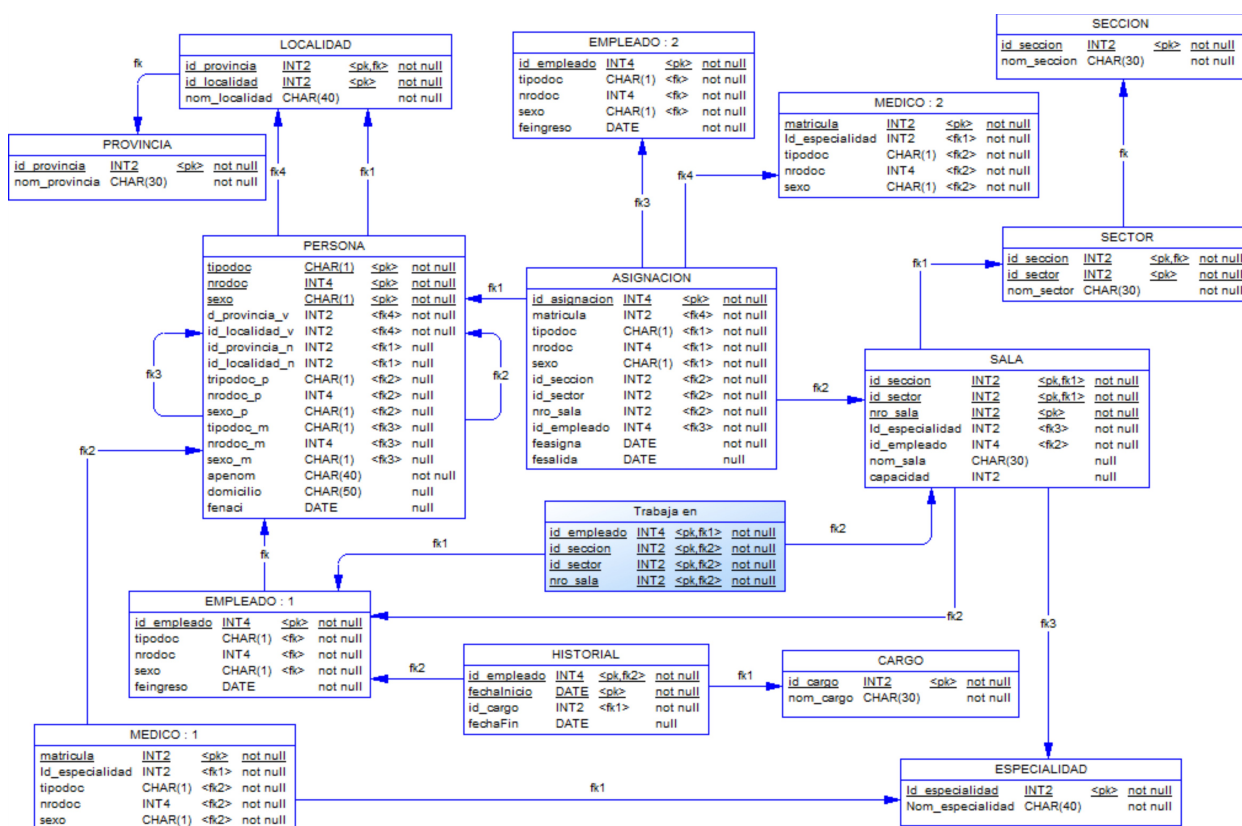 LOCALIDAD
id_provincia INT2 <pk,fk> not null
id_localidad INT2 <pk> not null
nom_localidad CHAR(40) not null
fk
PROVINCIA
id_provincia INT2 <pk> not null
nom_provincia CHAR(30) not null
fk4
fk1
EMPLEADO : 2
id_empleado INT4 <pk> not null
tipodoc CHAR(1) <fk> not null
nrodoc INT4 <fk> not null
sexo CHAR(1) <fk> not null
feingreso DATE not null
SECCION
id_seccion INT2 <pk> not null
nom_seccion CHAR(30) not null
MEDICO : 2
matricula INT2 <pk> not null
Id_especialidad INT2 <fk1> not null
tipodoc CHAR(1) <fk2> not null
nrodoc INT4 <fk2> not null
sexo CHAR(1) <fk2> not null
fk
fk3
fk4
SECTOR
id_seccion INT2 <pk,fk> not null
id_sector INT2 <pk> not null
nom_sector CHAR(30) not null
fk1
PERSONA
tipodoc CHAR(1) <pk> not null
nrodoc INT4 <pk> not null
sexo CHAR(1) <pk> not null
d_provincia_v INT2 <fk4> not null
id_localidad_v INT2 <fk4> not null
id_provincia_n INT2 <fk1> null
id_localidad_n INT2 <fk1> null
tripodoc_p CHAR(1) <fk2> null
nrodoc_p INT4 <fk2> null
sexo_p CHAR(1) <fk2> null
tipodoc_m CHAR(1) <fk3> null
nrodoc_m INT4 <fk3> null
sexo_m CHAR(1) <fk3> null
apenom CHAR(40) not null
domicilio CHAR(50) null
fenaci DATE null
fk3
fk2
fk1
ASIGNACION
id_asignacion INT4 <pk> not null
matricula INT2 <fk4> not null
tipodoc CHAR(1) <fk1> not null
nrodoc INT4 <fk1> not null
sexo CHAR(1) <fk1> not null
id_seccion INT2 <fk2> not null
id_sector INT2 <fk2> not null
nro_sala INT2 <fk2> not null
id_empleado INT4 <fk3> not null
feasigna DATE not null
fesalida DATE null
fk2
SALA
id_seccion INT2 <pk,fk1> not null
id_sector INT2 <pk,fk1> not null
nro_sala INT2 <pk> not null
Id_especialidad INT2 <fk3> not null
id_empleado INT4 <fk2> not null
nom_sala CHAR(30) null
capacidad INT2 null
fk2
Trabaja en
id_empleado INT4 <pk,fk1> not null
id_seccion INT2 <pk,fk2> not null
id_sector INT2 <pk,fk2> not null
nro_sala INT2 <pk,fk2> not null
fk1
fk2
fk
EMPLEADO : 1
id_empleado INT4 <pk> not null
tipodoc CHAR(1) <fk> not null
nrodoc INT4 <fk> not null
sexo CHAR(1) <fk> not null
feingreso DATE not null
fk2
fk3
HISTORIAL
id_empleado INT4 <pk,fk2> not null
fechaInicio DATE <pk> not null
id_cargo INT2 <fk1> not null
fechaFin DATE null
fk2
fk1
CARGO
id_cargo INT2 <pk> not null
nom_cargo CHAR(30) not null
MEDICO : 1
matricula INT2 <pk> not null
Id_especialidad INT2 <fk1> not null
tipodoc CHAR(1) <fk2> not null
nrodoc INT4 <fk2> not null
sexo CHAR(1) <fk2> not null
fk1
ESPECIALIDAD
Id_especialidad INT2 <pk> not null
Nom_especialidad CHAR(40) not null